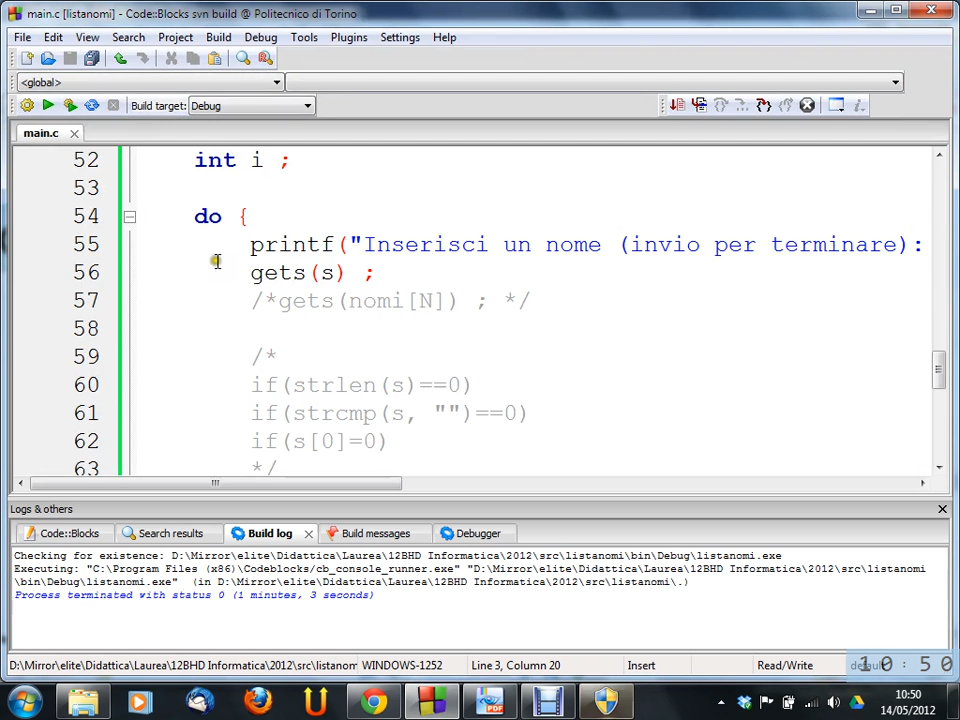 main.c [listanomi] - Code::Blocks svn build @ Politecnico di Torino
File Edit View Search Project Build Debug Tools Plugins Settings Help
<global>
Build target: Debug
main.c
52 int i ;
53
54 do {
55 printf("Inserisci un nome (invio per terminare):
56 gets(s) ;
57 /*gets(nomi[N]) ; */
58
59 /*
60 if(strlen(s)==0)
61 if(strcmp(s, "")==0)
62 if(s[0]=0)
63 */
Logs & others
Code::Blocks Search results Build log Build messages Debugger
Checking for existence: D:\Mirror\elite\Didattica\Laurea\12BHD Informatica\2012\src\listanomi\bin\Debug\listanomi.exe
Executing: "C:\Program Files (x86)\Codeblocks/cb_console_runner.exe" "D:\Mirror\elite\Didattica\Laurea\12BHD Informatica\2012\src\listanomi
\bin\Debug\listanomi.exe" (in D:\Mirror\elite\Didattica\Laurea\12BHD Informatica\2012\src\listanomi\.)
Process terminated with status 0 (1 minutes, 3 seconds)
D:\Mirror\elite\Didattica\Laurea\12BHD Informatica\2012\src\listanom WINDOWS-1252 Line 3, Column 20 Insert Read/Write
10:50
PDF
10:50
14/05/2012